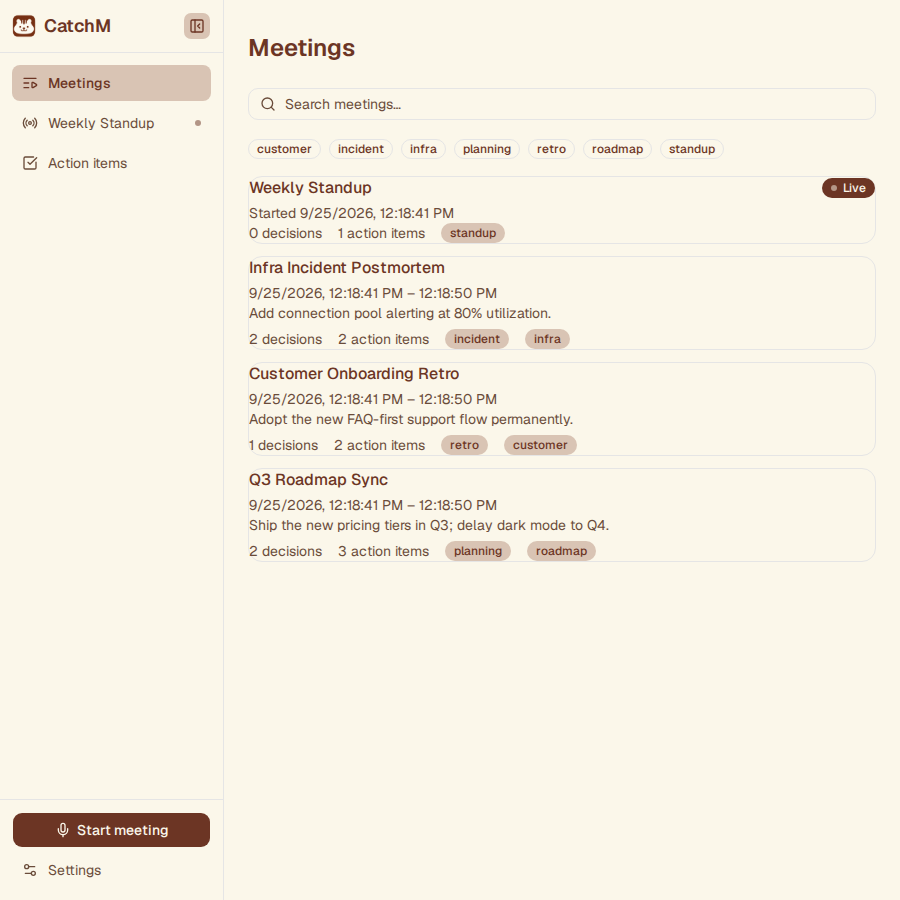 CatchM
Meetings
Weekly Standup
Action items
Start meeting
Settings
Meetings
Search meetings...
customer incident infra planning retro roadmap standup
Weekly Standup Live
Started 9/25/2026, 12:18:41 PM
0 decisions 1 action items standup
Infra Incident Postmortem
9/25/2026, 12:18:41 PM – 12:18:50 PM
Add connection pool alerting at 80% utilization.
2 decisions 2 action items incident infra
Customer Onboarding Retro
9/25/2026, 12:18:41 PM – 12:18:50 PM
Adopt the new FAQ-first support flow permanently.
1 decisions 2 action items retro customer
Q3 Roadmap Sync
9/25/2026, 12:18:41 PM – 12:18:50 PM
Ship the new pricing tiers in Q3; delay dark mode to Q4.
2 decisions 3 action items planning roadmap